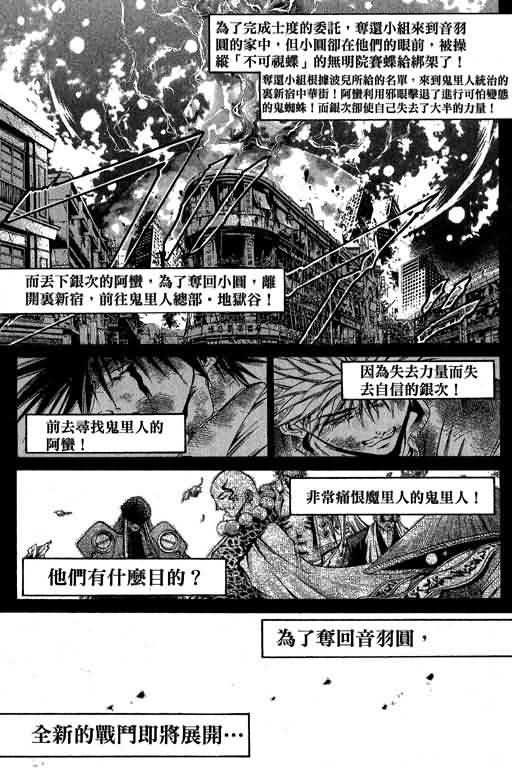 為了完成士度的委託，奪還小組來到音羽
圓的家中，但小圓卻在他們的眼前，被操
縱「不可視蝶」的無明院賽蝶給綁架了！
奪還小組根據波兒所給的名單，來到鬼里人統治的
裏新宿中華街！阿蠻利用邪眼擊退了進行可怕變態
的鬼蜘蛛！而銀次卻使自己失去了大半的力量！
而丟下銀次的阿蠻，為了奪回小圓，離
開裏新宿，前往鬼里人總部·地獄谷！
因為失去力量而失
去自信的銀次！
前去尋找鬼里人的
阿蠻！
非常痛恨魔里人的鬼里人！
他們有什麼目的？
為了奪回音羽圓，
全新的戰鬥即將展開…